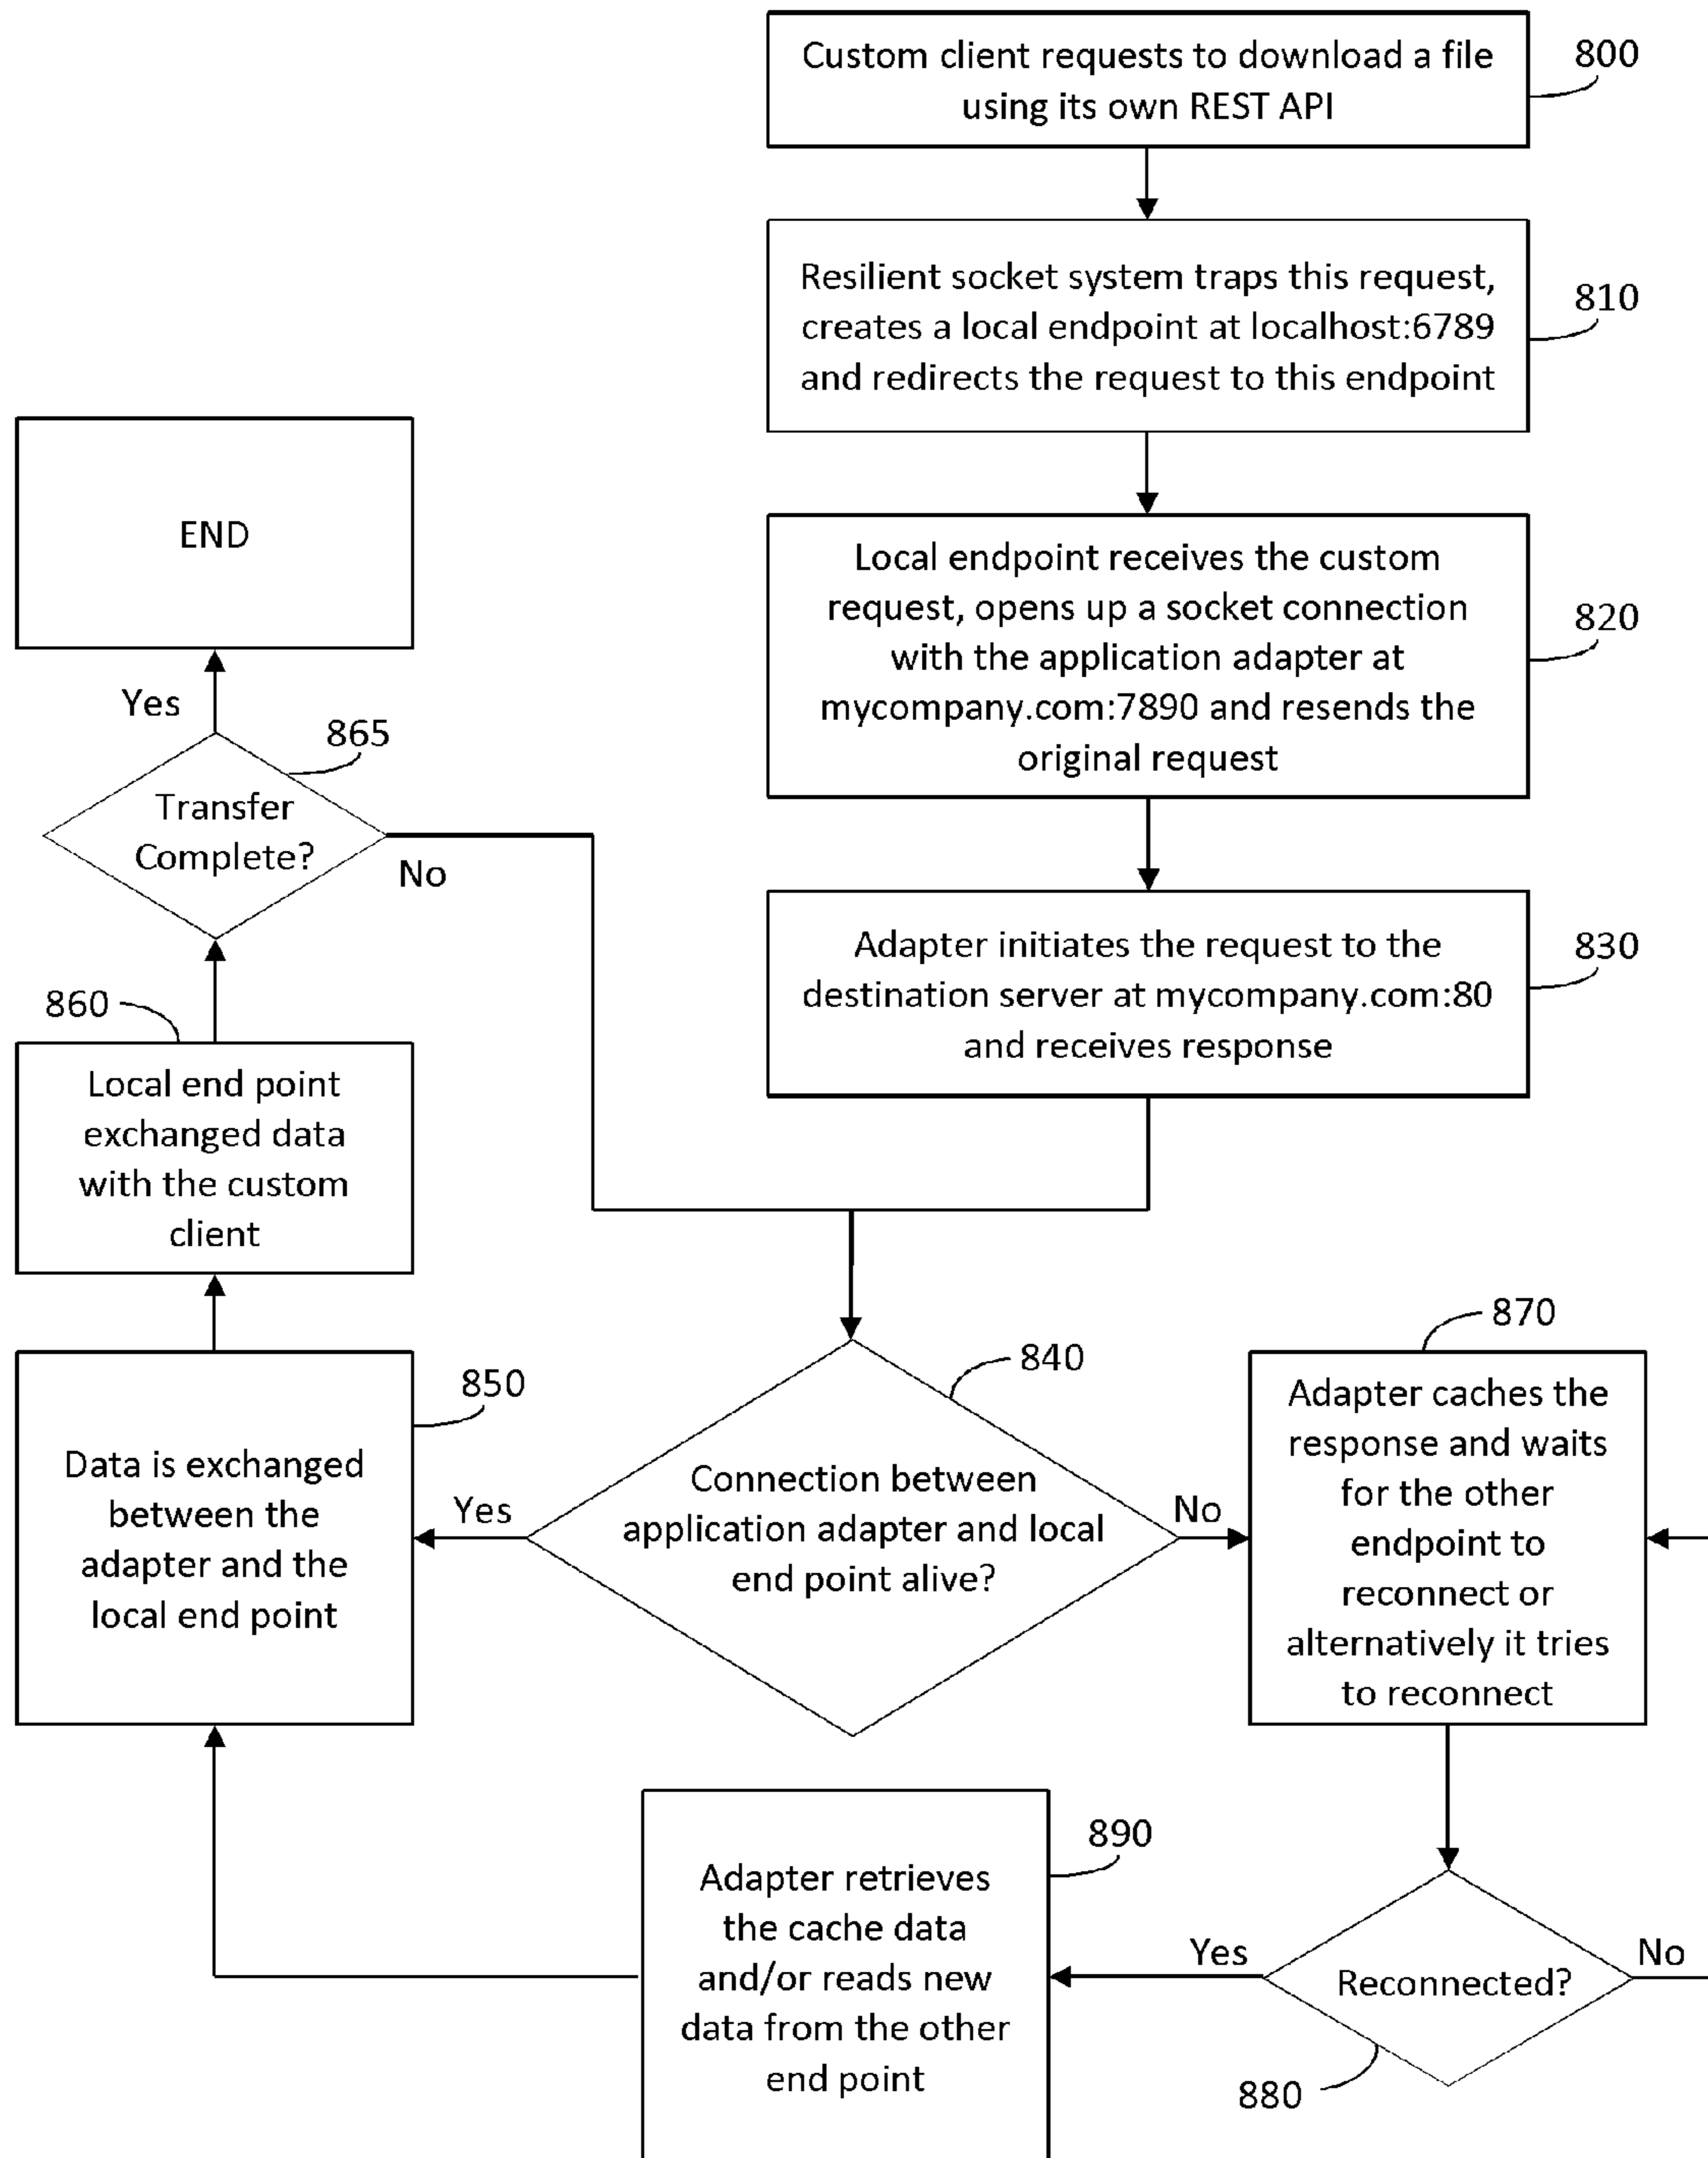 Custom client requests to download a file
using its own REST API
800
Resilient socket system traps this request,
creates a local endpoint at localhost:6789
and redirects the request to this endpoint
810
Local endpoint receives the custom
request, opens up a socket connection
with the application adapter at
mycompany.com:7890 and resends the
original request
820
Adapter initiates the request to the
destination server at mycompany.com:80
and receives response
830
END
Yes
865
Transfer
Complete?
No
860
Local end point
exchanged data
with the custom
client
850
Data is exchanged
between the
adapter and the
local end point
Yes
840
Connection between
application adapter and local
end point alive?
No
870
Adapter caches the
response and waits
for the other
endpoint to
reconnect or
alternatively it tries
to reconnect
890
Adapter retrieves
the cache data
and/or reads new
data from the other
end point
Yes
Reconnected?
No
880